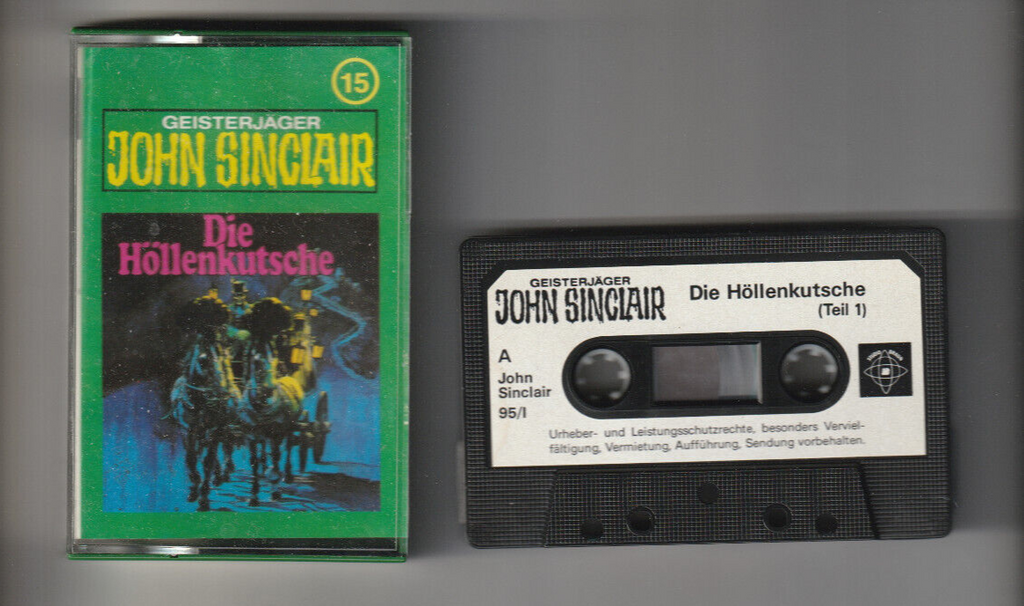 15
GEISTERJÄGER
JOHN SINCLAIR
Die
Höllenkutsche
GEISTERJÄGER
JOHN SINCLAIR
Die Höllenkutsche
(Teil 1)
A
John
Sinclair
95/I
Urheber- und Leistungsschutzrechte, besonders Verviel-
fältigung, Vermietung, Aufführung, Sendung vorbehalten.